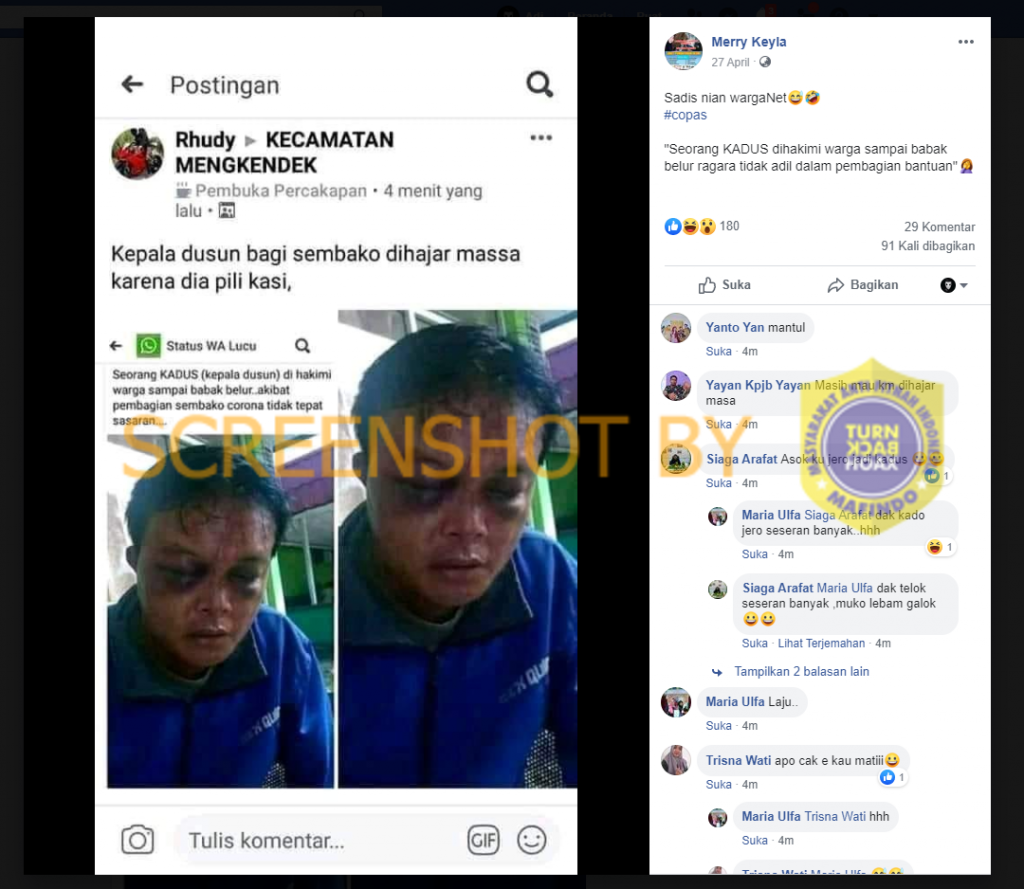 Postingan
Rhudy ▶ KECAMATAN
MENGKENDEK
Pembuka Percakapan • 4 menit yang
lalu •
Kepala dusun bagi sembako dihajar massa
karena dia pili kasi,
Status WA Lucu
Seorang KADUS (kepala dusun) di hakimi
warga sampai babak belur..akibat
pembagian sembako corona tidak tepat
sasaran....
SCREENSHOT BY
Tulis komentar...
GIF
Merry Keyla
27 April ·
Sadis nian wargaNet😅🤣
#copas
"Seorang KADUS dihakimi warga sampai babak
belur ragara tidak adil dalam pembagian bantuan"🤦‍♀️
180
29 Komentar
91 Kali dibagikan
Suka
Bagikan
Yanto Yan mantul
Suka · 4m
Yayan Kpjb Yayan Masih mau km dihajar
masa
Suka · 4m
Siaga Arafat Asok ku jero jadi kadus 😀😀
1
Suka · 4m
Maria Ulfa Siaga Arafat dak kado
jero seseran banyak..hhh
1
Suka · 4m
Siaga Arafat Maria Ulfa dak telok
seseran banyak ,muko lebam galok
😀😀
Suka · Lihat Terjemahan · 4m
Tampilkan 2 balasan lain
Maria Ulfa Laju..
Suka · 4m
Trisna Wati apo cak e kau matiii😀
1
Suka · 4m
Maria Ulfa Trisna Wati hhh
Suka · 4m
Trisna Wati Maria Ulfa 😅😅
MASYARAKAT ANTI FITNAH INDONESIA
TURN
BACK
HOAX
MAFINDO